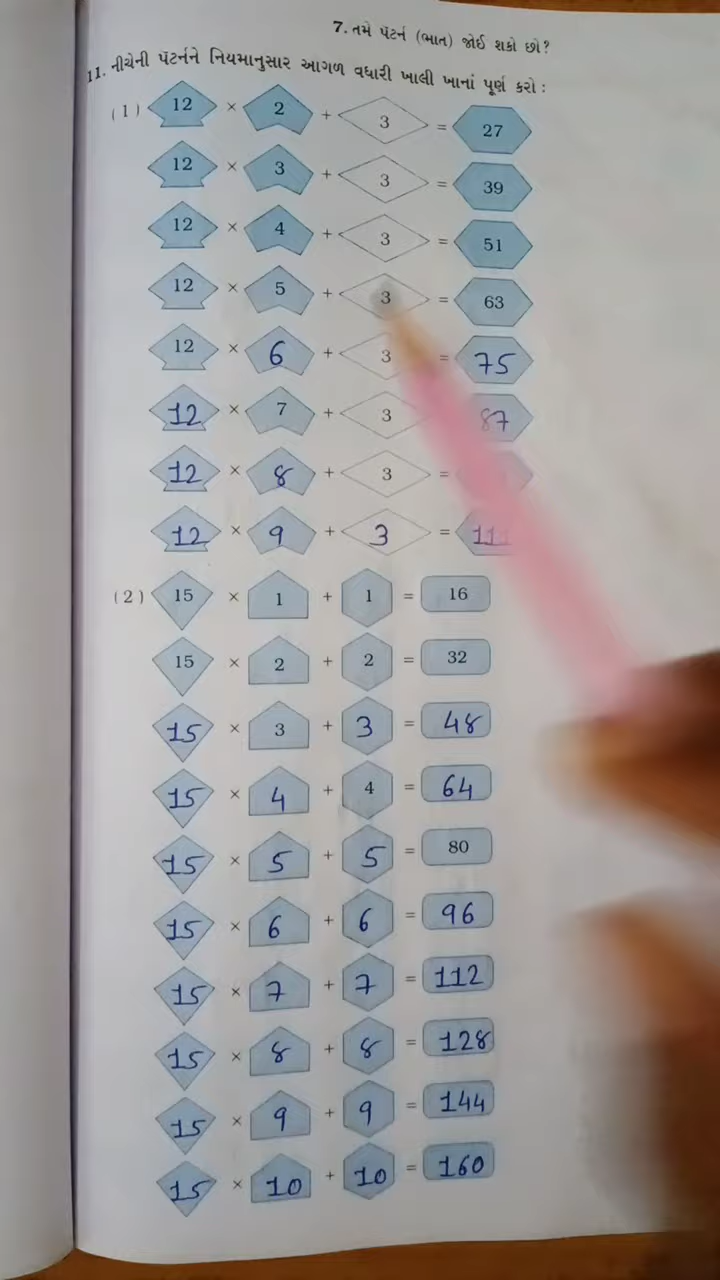 7. તમે પૅટર્ન (ભાત) જોઈ શકો છો?
11. નીચેની પૅટર્નને નિયમાનુસાર આગળ વધારી ખાલી ખાનાં પૂર્ણ કરો :
(1) 12 × 2 + 3 = 27
12 × 3 + 3 = 39
12 × 4 + 3 = 51
12 × 5 + 3 = 63
12 × 6 + 3 = 75
12 × 7 + 3 87
12 × 8 + 3 =
12 × 9 + 3 = 111
(2) 15 × 1 + 1 = 16
15 × 2 + 2 = 32
15 × 3 + 3 = 48
15 × 4 + 4 = 64
15 × 5 + 5 = 80
15 × 6 + 6 = 96
15 × 7 + 7 = 112
15 × 8 + 8 = 128
15 × 9 + 9 = 144
15 × 10 + 10 = 160